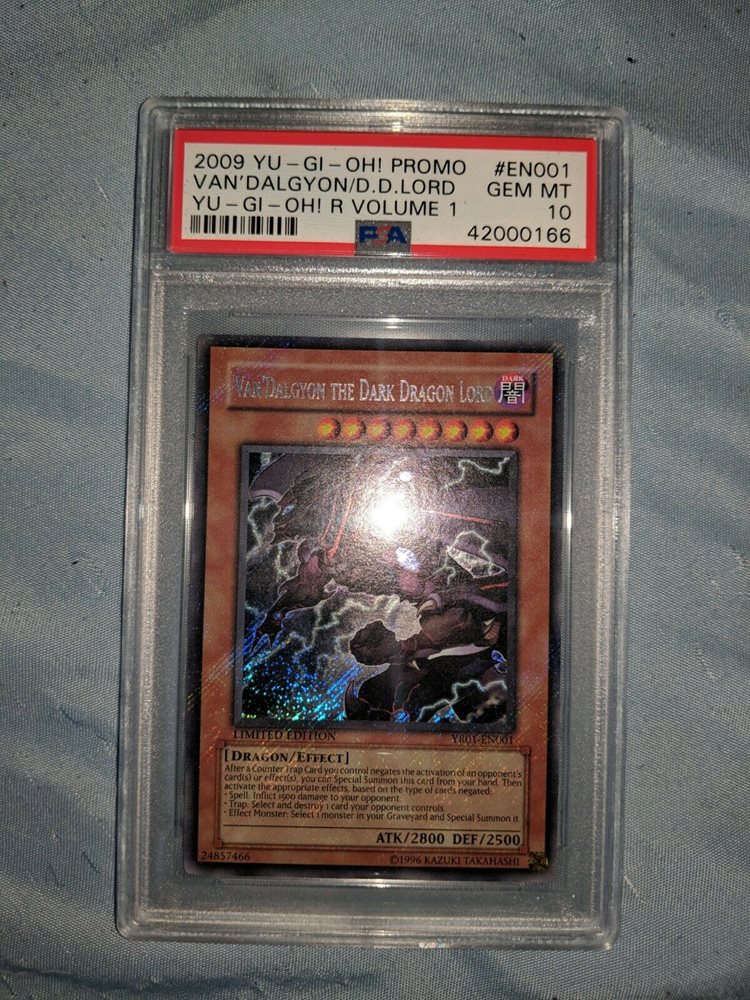 2009 YU-GI-OH! PROMO #EN001
VAN'DALGYON/D.D.LORD GEM MT
YU-GI-OH! R VOLUME 1 10
PSA 42000166
VAN'DALGYON THE DARK DRAGON LORD
DARK
闇
LIMITED EDITION YR01-EN001
[DRAGON/EFFECT]
After a Counter Trap Card you control negates the activation of an opponent's
card(s) or effect(s), you can Special Summon this card from your hand. Then
activate the appropriate effects, based on the type of cards negated:
• Spell: Inflict 1500 damage to your opponent.
• Trap: Select and destroy 1 card your opponent controls.
• Effect Monster: Select 1 monster in your Graveyard and Special Summon it.
ATK/2800 DEF/2500
24857466 ©1996 KAZUKI TAKAHASHI